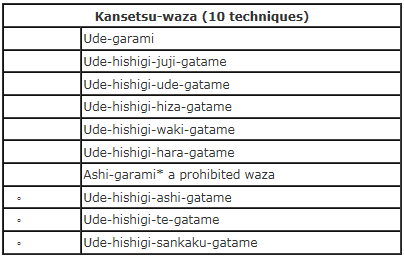 Kansetsu-waza (10 techniques)
Ude-garami
Ude-hishigi-juji-gatame
Ude-hishigi-ude-gatame
Ude-hishigi-hiza-gatame
Ude-hishigi-waki-gatame
Ude-hishigi-hara-gatame
Ashi-garami* a prohibited waza
◦ Ude-hishigi-ashi-gatame
◦ Ude-hishigi-te-gatame
◦ Ude-hishigi-sankaku-gatame